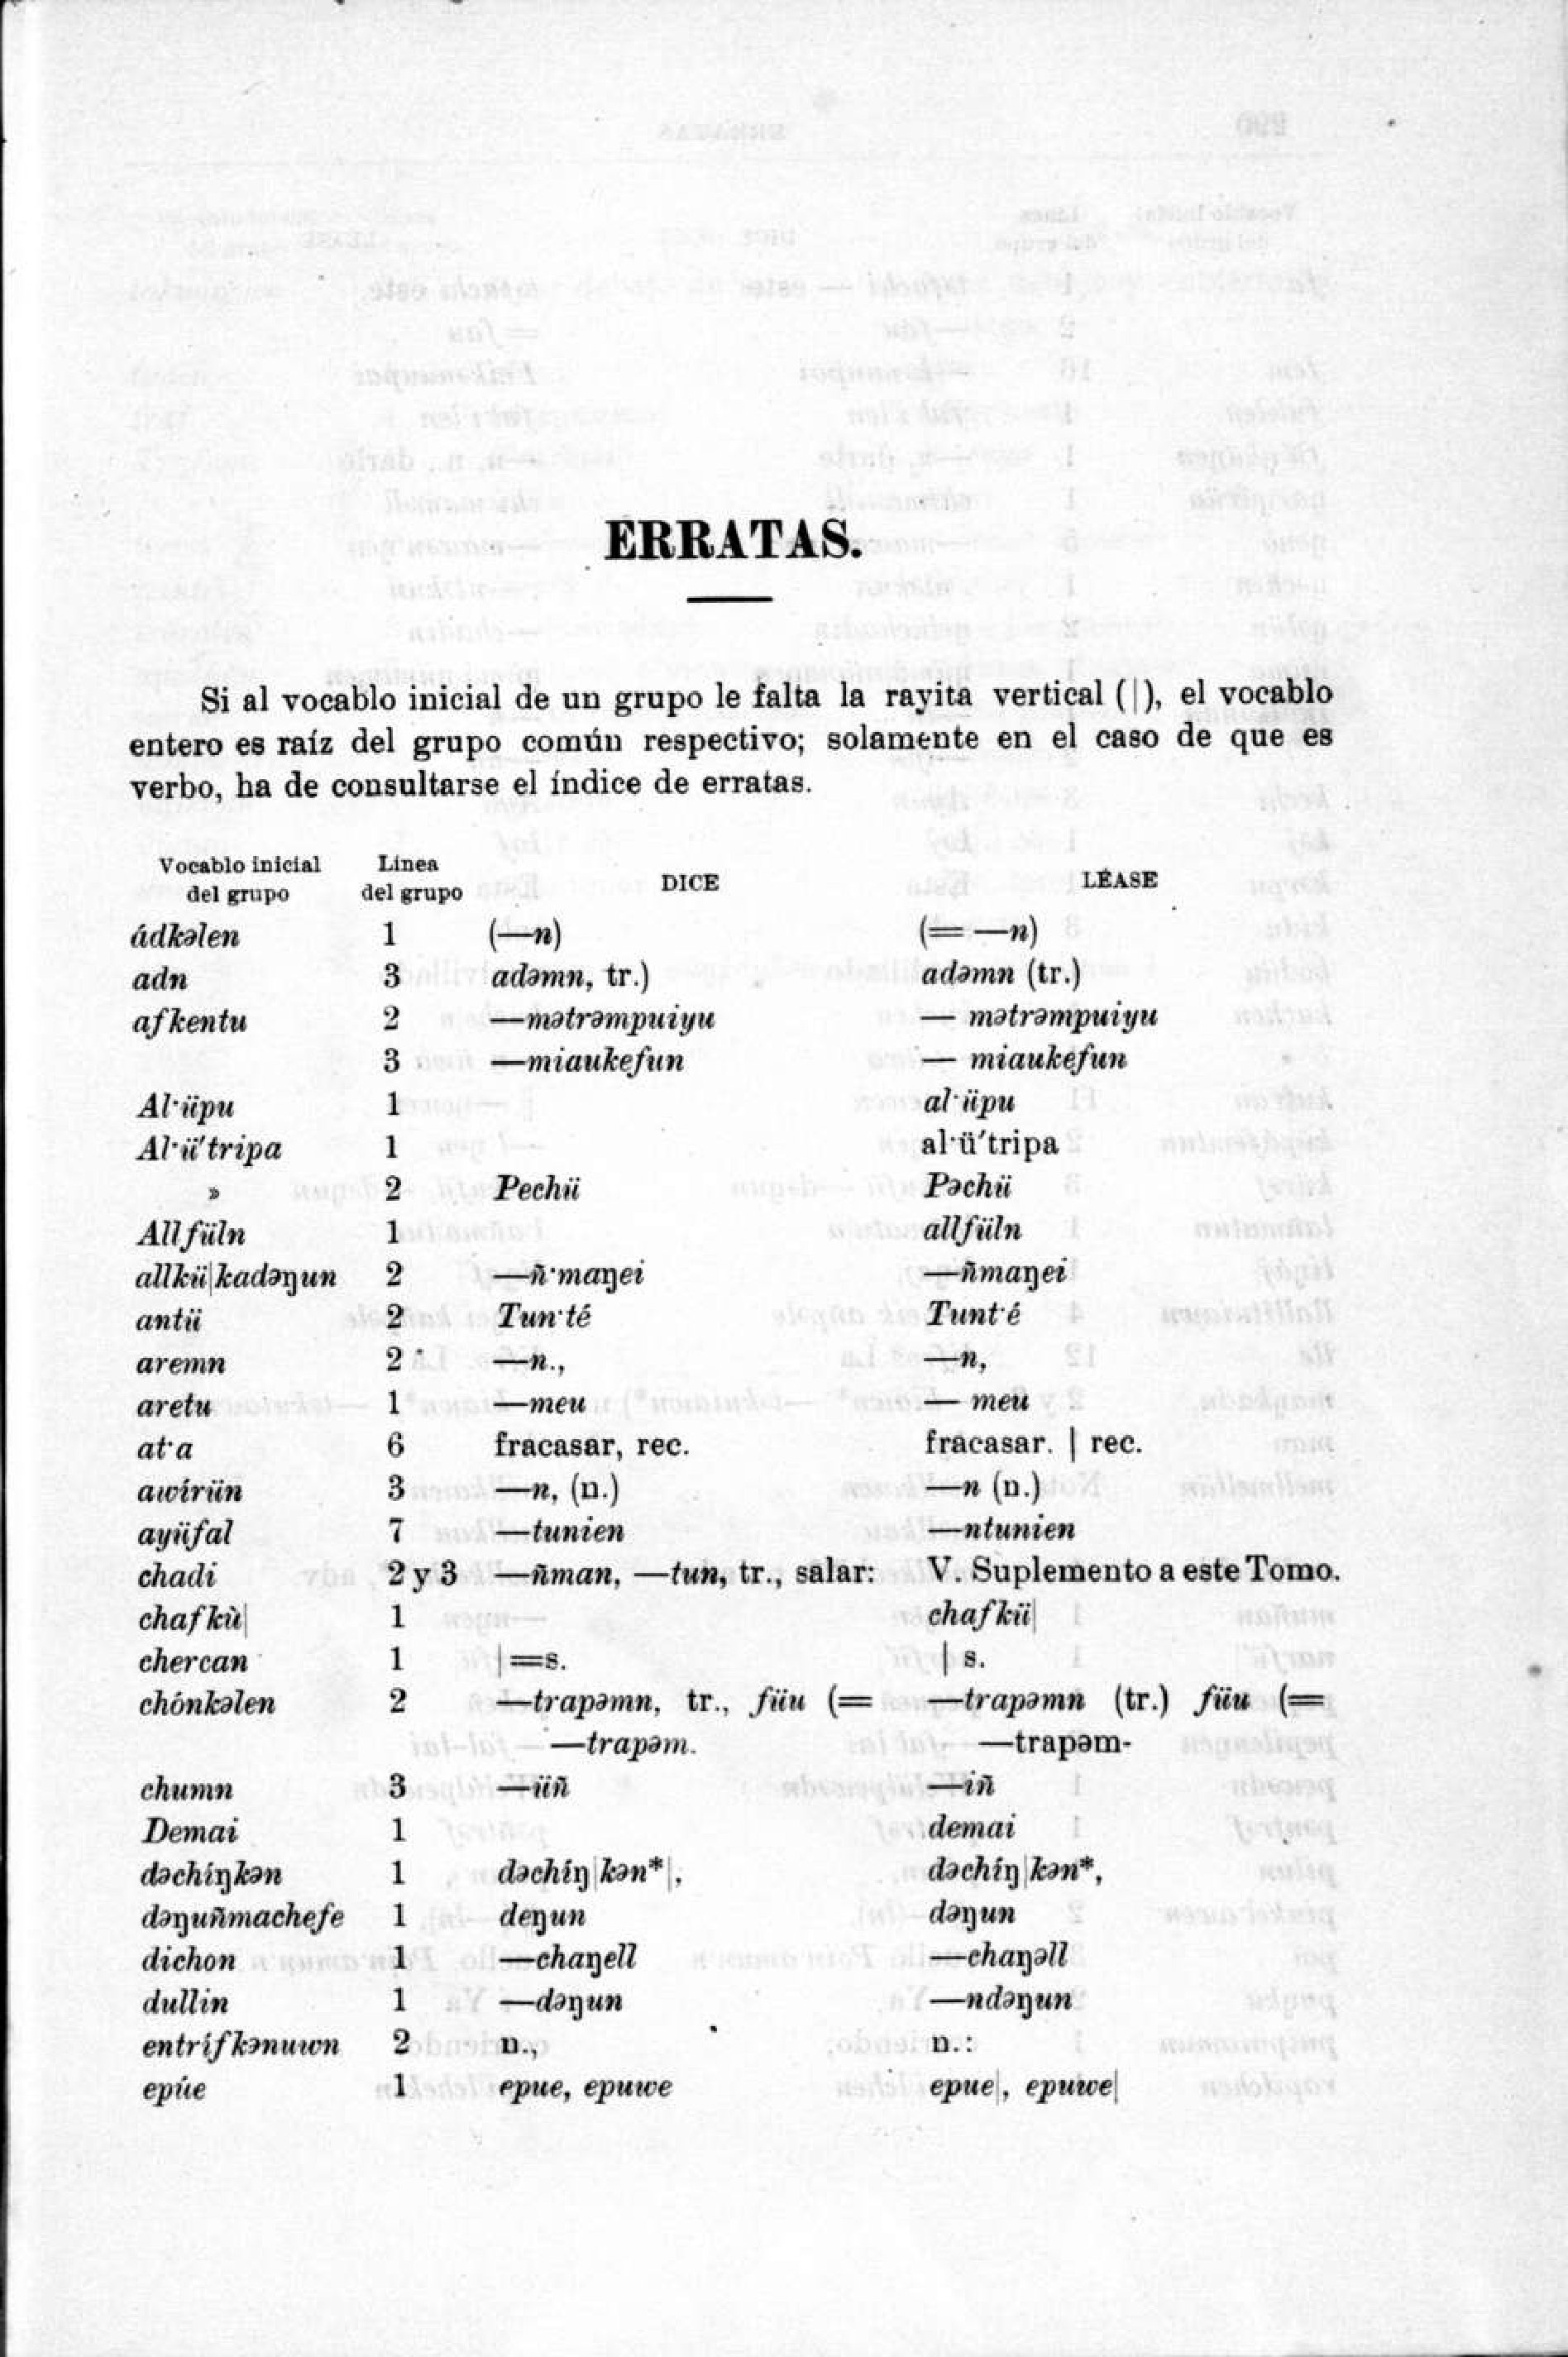 ERRATAS.
Si al vocablo inicial de un grupo le falta la rayita vertical (|), el vocablo
entero es raíz del grupo común respectivo; solamente en el caso de que es
verbo, ha de consultarse el índice de erratas.
Vocablo inicial del grupo Línea del grupo DICE LÉASE
ádkəlen 1 (—n) (= —n)
adn 3 adəmn, tr.) adəmn (tr.)
afkentu 2 —mətrəmpuiyu — mətrəmpuiyu
3 —miaukefun — miaukefun
Al·üpu 1 al·üpu
Al·ü'tripa 1 al·ü'tripa
» 2 Pechü Pəchü
Allfüln 1 allfüln
allkü|kadəŋun 2 —ñ·maŋei —ñmaŋei
antü 2 Tun·té Tunt·é
aremn 2 —n., —n,
aretu 1 —meu — meu
at·a 6 fracasar, rec. fracasar. | rec.
awírün 3 —n, (n.) —n (n.)
ayüfal 7 —tunien —ntunien
chadi 2 y 3 —ñman, —tun, tr., salar: V. Suplemento a este Tomo.
chafkù| 1 chafkü|
chercan 1 |=s. | s.
chónkəlen 2 —trapəmn, tr., füu (= —trapəmn (tr.) füu (=
—trapəm. —trapəm-
chumn 3 —üñ —iñ
Demai 1 demai
dəchíŋkən 1 dəchíŋ|kən*|, dəchíŋ|kən*,
dəŋuñmachefe 1 deŋun dəŋun
dichon 1 —chaŋell —chaŋəll
dullin 1 —dəŋun —ndəŋun
entrífkənuwn 2 n., n.:
epúe 1 epue, epuwe epue|, epuwe|